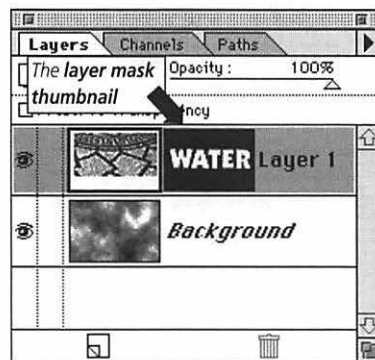 Layers Channels Paths
The layer mask
thumbnail
Opacity: 100%
ency
WATER Layer 1
Background